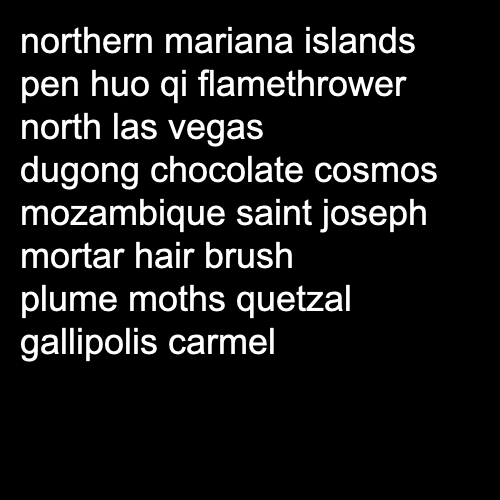 northern mariana islands
pen huo qi flamethrower
north las vegas
dugong chocolate cosmos
mozambique saint joseph
mortar hair brush
plume moths quetzal
gallipolis carmel